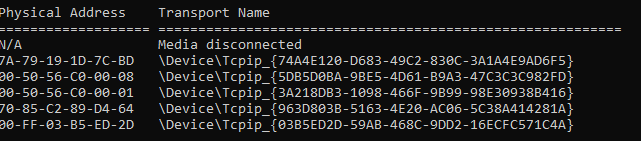 Physical Address    Transport Name
=================== ==========================================================
N/A                 Media disconnected
7A-79-19-1D-7C-BD   \Device\Tcpip_{74A4E120-D683-49C2-830C-3A1A4E9AD6F5}
00-50-56-C0-00-08   \Device\Tcpip_{5DB5D0BA-9BE5-4D61-B9A3-47C3C3C982FD}
00-50-56-C0-00-01   \Device\Tcpip_{3A218DB3-1098-466F-9B99-98E30938B416}
70-85-C2-89-D4-64   \Device\Tcpip_{963D803B-5163-4E20-AC06-5C38A414281A}
00-FF-03-B5-ED-2D   \Device\Tcpip_{03B5ED2D-59AB-468C-9DD2-16ECFC571C4A}